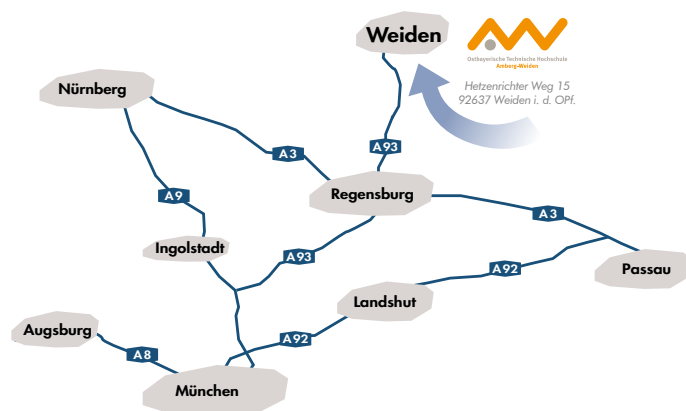 Weiden
Ostbayerische Technische Hochschule
Amberg-Weiden
Hetzenrichter Weg 15
92637 Weiden i. d. OPf.
Nürnberg
A93
A3
Regensburg
A9
A3
Ingolstadt
A93
A92
Passau
Landshut
Augsburg
A92
A8
München